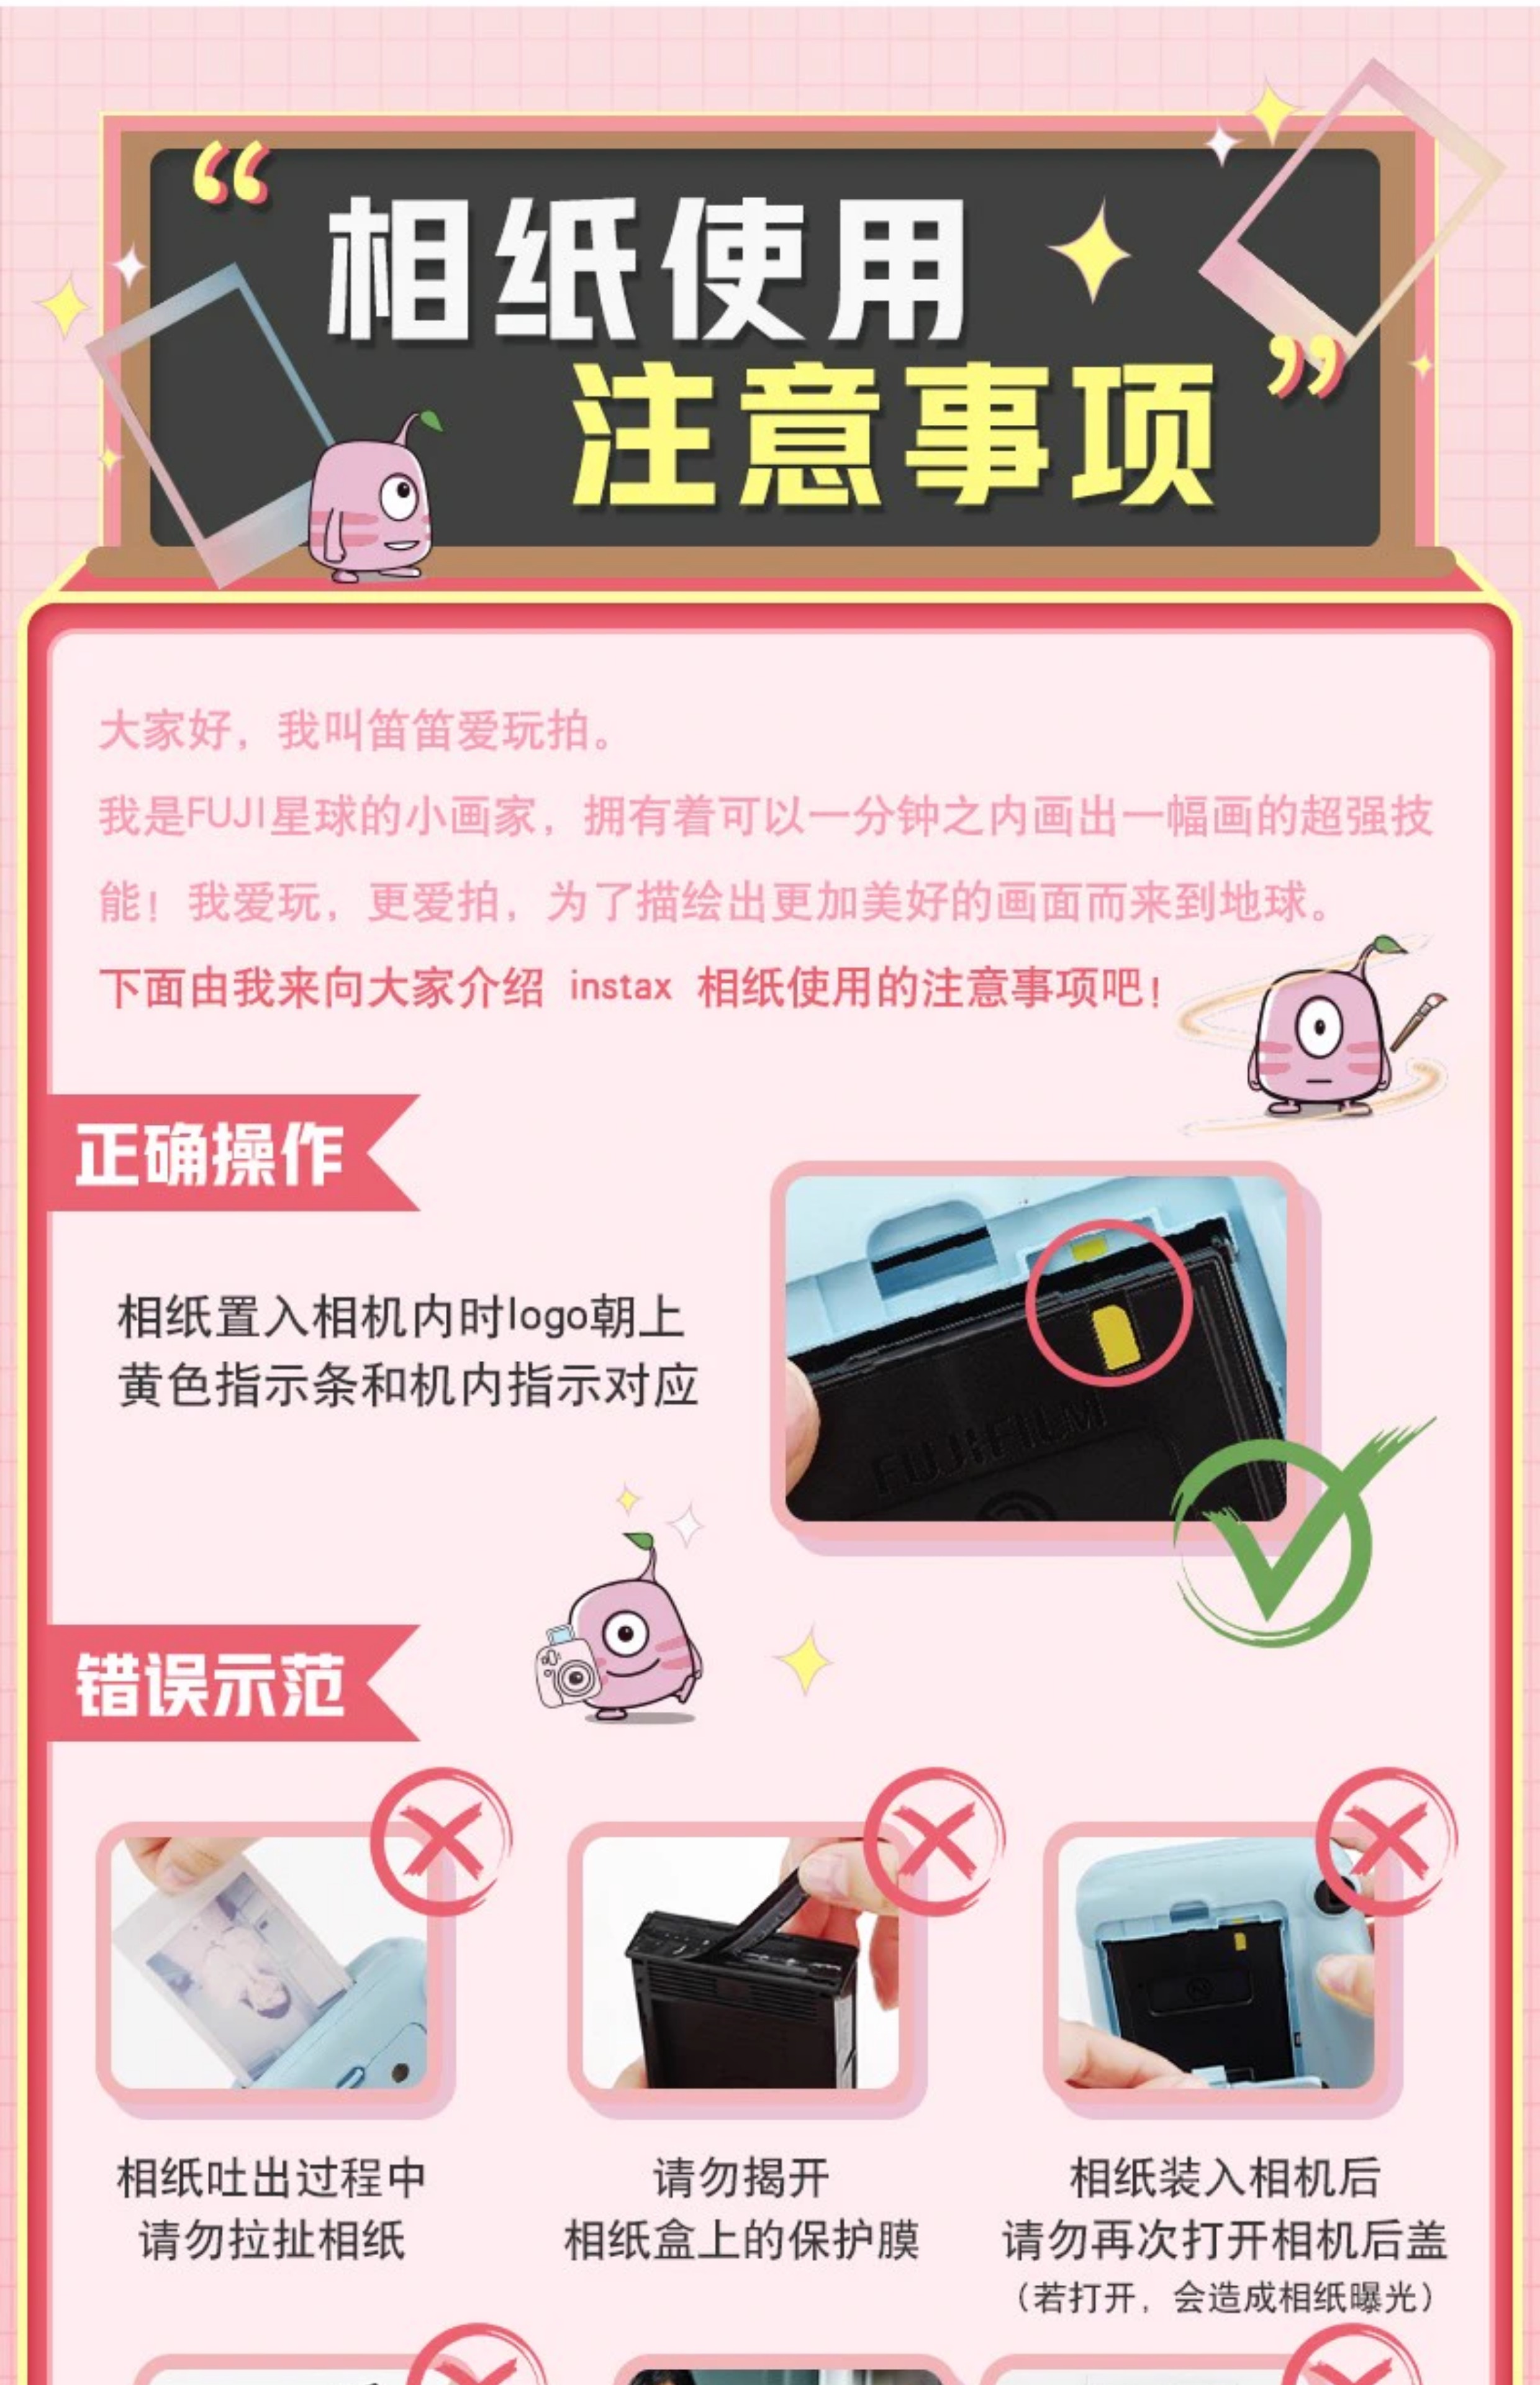 “相纸使用
注意事项”
大家好，我叫笛笛爱玩拍。
我是FUJI星球的小画家，拥有着可以一分钟之内画出一幅画的超强技
能！我爱玩，更爱拍，为了描绘出更加美好的画面而来到地球。
下面由我来向大家介绍 instax 相纸使用的注意事项吧！
正确操作
相纸置入相机内时logo朝上
黄色指示条和机内指示对应
FUJIFILM
错误示范
相纸吐出过程中
请勿拉扯相纸
请勿揭开
相纸盒上的保护膜
相纸装入相机后
请勿再次打开相机后盖
（若打开，会造成相纸曝光）